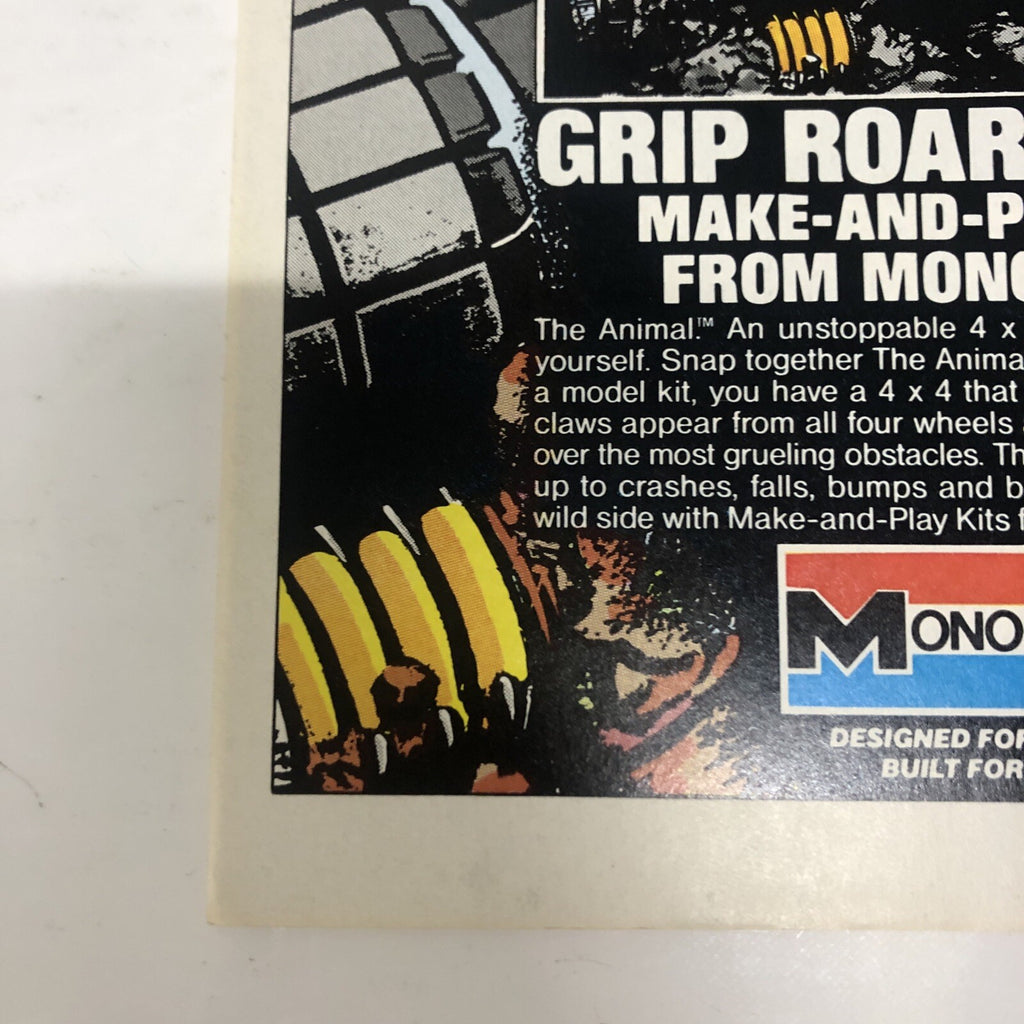 GRIP ROAR
MAKE-AND-P
FROM MONO
The Animal.™ An unstoppable 4 x
yourself. Snap together The Anima
a model kit, you have a 4 x 4 that
claws appear from all four wheels
over the most grueling obstacles. Th
up to crashes, falls, bumps and b
wild side with Make-and-Play Kits f
MONO
DESIGNED FOR
BUILT FOR